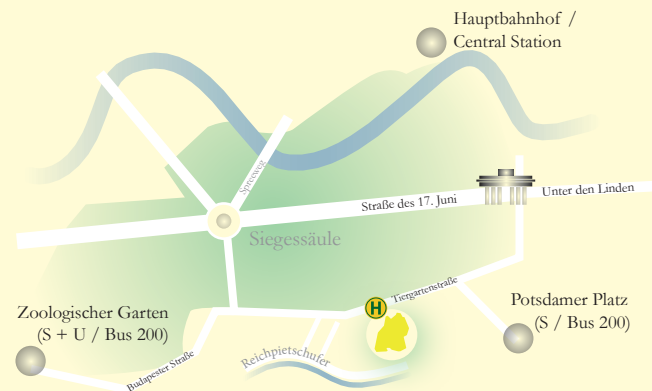 Hauptbahnhof /
Central Station
Spreeweg
Straße des 17. Juni
Unter den Linden
Siegessäule
Tiergartenstraße
H
Zoologischer Garten
(S + U / Bus 200)
Potsdamer Platz
(S / Bus 200)
Reichpietschufer
Budapester Straße